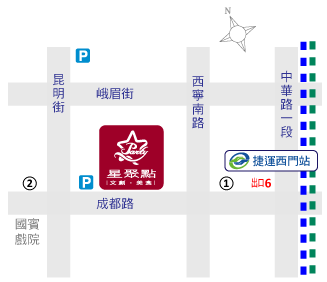 N
P
昆明街
峨眉街
西寧南路
中華路一段
Party
星聚點
文創·美食
捷運西門站
P
②
①
出口6
成都路
國賓
戲院